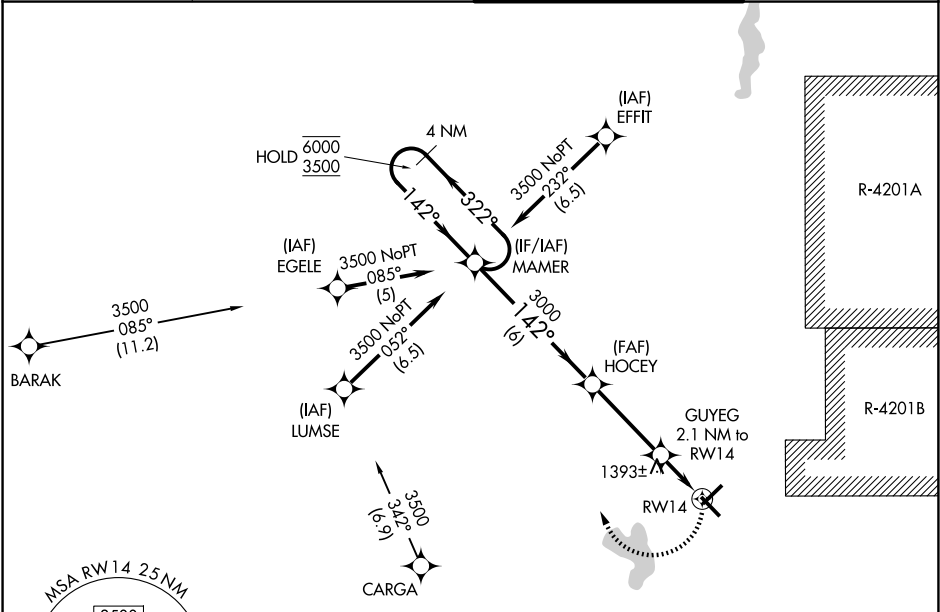 (IAF)
EFFIT
4 NM
HOLD 6000
3500
3500 NoPT
232°
(6.5)
R-4201A
142°
322°
(IAF)
EGELE
3500 NoPT
085°
(5)
(IF/IAF)
MAMER
3500
085°
(11.2)
BARAK
3500 NoPT
052°
(6.5)
3000
142°
(6)
(FAF)
HOCEY
(IAF)
LUMSE
R-4201B
GUYEG
2.1 NM to
RW14
1393±
RW14
3500
342°
(6.9)
CARGA
MSA RW14 25 NM